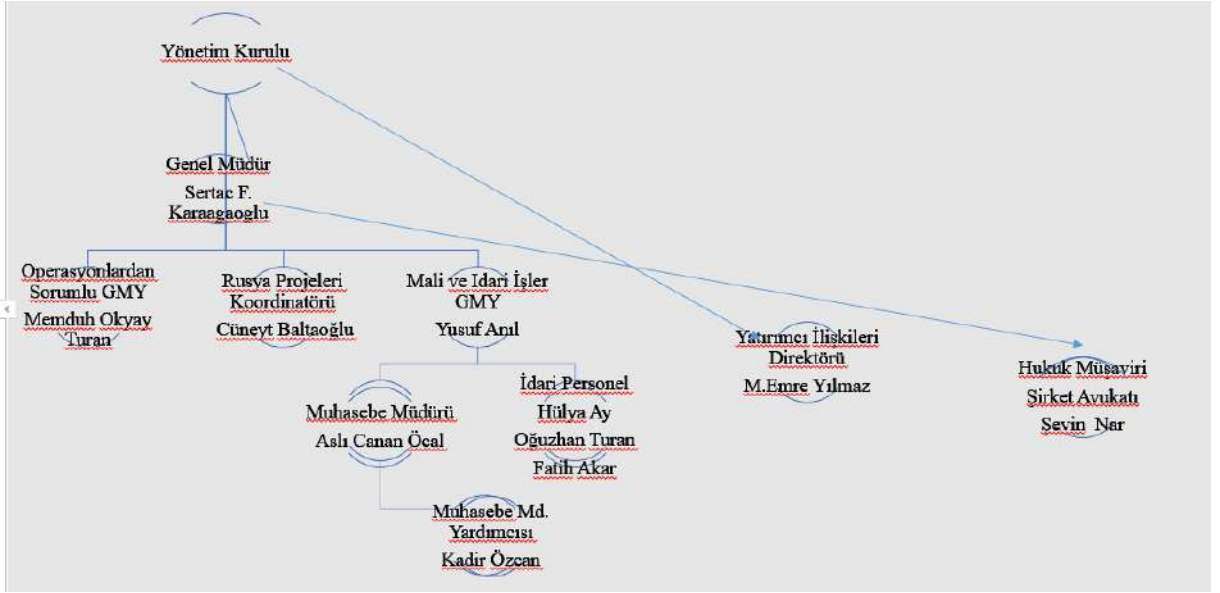 Yönetim Kurulu
Genel Müdür
Sertac F.
Karaagaoglu
Operasyonlardan
Sorumlu GMY
Memduh Okyay
Turan
Rusya Projeleri
Koordinatörü
Cüneyt Baltaoğlu
Mali ve Idari İşler
GMY
Yusuf Anıl
Yatırımcı İlişkileri
Direktörü
M.Emre Yılmaz
Hukuk Müşaviri
Şirket Avukatı
Sevin Nar
Muhasebe Müdürü
Aslı Canan Öcal
İdari Personel
Hülya Ay
Oğuzhan Turan
Fatih Akar
Muhasebe Md.
Yardımcısı
Kadir Özcan